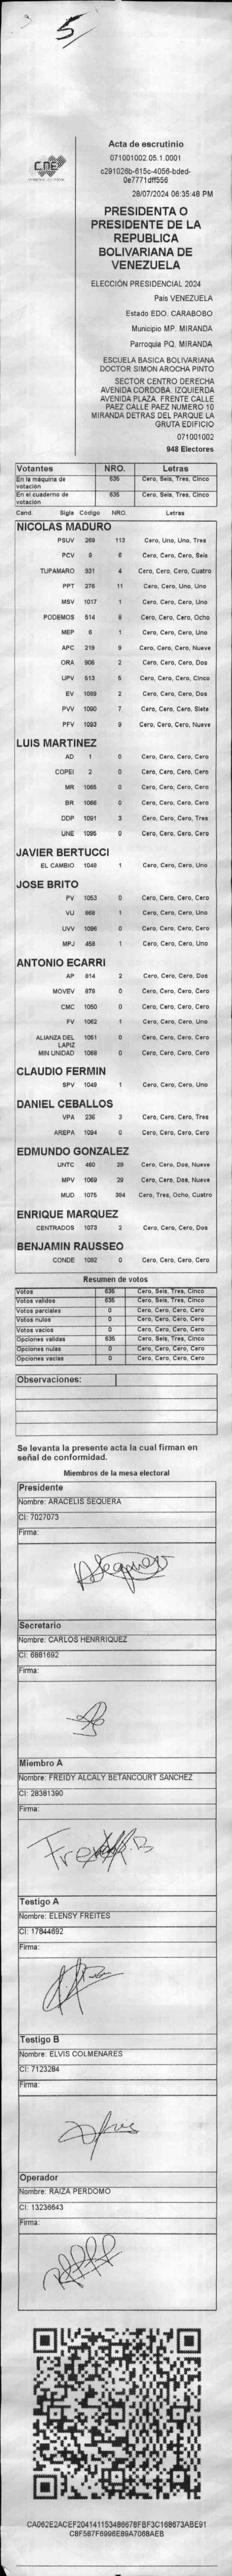 5
CNE
Acta de escrutinio
071001002.05.1.0001
c291026b-615c-4056-bded-
0e7771dff556
28/07/2024 06:35:48 PM
PRESIDENTA O
PRESIDENTE DE LA
REPUBLICA
BOLIVARIANA DE
VENEZUELA
ELECCIÓN PRESIDENCIAL 2024
País VENEZUELA
Estado EDO. CARABOBO
Municipio MP. MIRANDA
Parroquia PQ. MIRANDA
ESCUELA BASICA BOLIVARIANA
DOCTOR SIMON AROCHA PINTO
SECTOR CENTRO DERECHA
AVENIDA CORDOBA. IZQUIERDA
AVENIDA PLAZA. FRENTE CALLE
PAEZ CALLE PAEZ NUMERO 10
MIRANDA DETRAS DEL PARQUE LA
GRUTA EDIFICIO
071001002
948 Electores
Votantes NRO. Letras
En la máquina de votación 635 Cero, Seis, Tres, Cinco
En el cuaderno de votación 635 Cero, Seis, Tres, Cinco
Cand. Sigla Código NRO. Letras
NICOLAS MADURO
PSUV 269 113 Cero, Uno, Uno, Tres
PCV 9 6 Cero, Cero, Cero, Seis
TUPAMARO 331 4 Cero, Cero, Cero, Cuatro
PPT 276 11 Cero, Cero, Uno, Uno
MSV 1017 1 Cero, Cero, Cero, Uno
PODEMOS 514 8 Cero, Cero, Cero, Ocho
MEP 6 1 Cero, Cero, Cero, Uno
APC 219 9 Cero, Cero, Cero, Nueve
ORA 906 2 Cero, Cero, Cero, Dos
UPV 513 5 Cero, Cero, Cero, Cinco
EV 1089 2 Cero, Cero, Cero, Dos
PVV 1090 7 Cero, Cero, Cero, Siete
PFV 1093 9 Cero, Cero, Cero, Nueve
LUIS MARTINEZ
AD 1 0 Cero, Cero, Cero, Cero
COPEI 2 0 Cero, Cero, Cero, Cero
MR 1065 0 Cero, Cero, Cero, Cero
BR 1066 0 Cero, Cero, Cero, Cero
DDP 1091 3 Cero, Cero, Cero, Tres
UNE 1095 0 Cero, Cero, Cero, Cero
JAVIER BERTUCCI
EL CAMBIO 1048 1 Cero, Cero, Cero, Uno
JOSE BRITO
PV 1053 0 Cero, Cero, Cero, Cero
VU 868 1 Cero, Cero, Cero, Uno
UVV 1096 0 Cero, Cero, Cero, Cero
MPJ 458 1 Cero, Cero, Cero, Uno
ANTONIO ECARRI
AP 814 2 Cero, Cero, Cero, Dos
MOVEV 879 0 Cero, Cero, Cero, Cero
CMC 1050 0 Cero, Cero, Cero, Cero
FV 1062 1 Cero, Cero, Cero, Uno
ALIANZA DEL LAPIZ 1051 0 Cero, Cero, Cero, Cero
MIN UNIDAD 1068 0 Cero, Cero, Cero, Cero
CLAUDIO FERMIN
SPV 1049 1 Cero, Cero, Cero, Uno
DANIEL CEBALLOS
VPA 236 3 Cero, Cero, Cero, Tres
AREPA 1094 0 Cero, Cero, Cero, Cero
EDMUNDO GONZALEZ
UNTC 460 29 Cero, Cero, Dos, Nueve
MPV 1069 29 Cero, Cero, Dos, Nueve
MUD 1075 384 Cero, Tres, Ocho, Cuatro
ENRIQUE MARQUEZ
CENTRADOS 1073 2 Cero, Cero, Cero, Dos
BENJAMIN RAUSSEO
CONDE 1082 0 Cero, Cero, Cero, Cero
Resumen de votos
Votos 635 Cero, Seis, Tres, Cinco
Votos validos 635 Cero, Seis, Tres, Cinco
Votos parciales 0 Cero, Cero, Cero, Cero
Votos nulos 0 Cero, Cero, Cero, Cero
Votos vacios 0 Cero, Cero, Cero, Cero
Opciones validas 635 Cero, Seis, Tres, Cinco
Opciones nulas 0 Cero, Cero, Cero, Cero
Opciones vacias 0 Cero, Cero, Cero, Cero
Observaciones:
Se levanta la presente acta la cual firman en
señal de conformidad.
Miembros de la mesa electoral
Presidente
Nombre: ARACELIS SEQUERA
CI: 7027073
Firma:
Secretario
Nombre: CARLOS HENRRIQUEZ
CI: 6881692
Firma:
Miembro A
Nombre: FREIDY ALCALY BETANCOURT SANCHEZ
CI: 28381390
Firma:
Testigo A
Nombre: ELENSY FREITES
CI: 17844692
Firma:
Testigo B
Nombre: ELVIS COLMENARES
CI: 7123284
Firma:
Operador
Nombre: RAIZA PERDOMO
CI: 13236643
Firma:
CA062E2ACEF204141153486678FBF3C168673ABE91
C8F587F6996E89A7068AEB